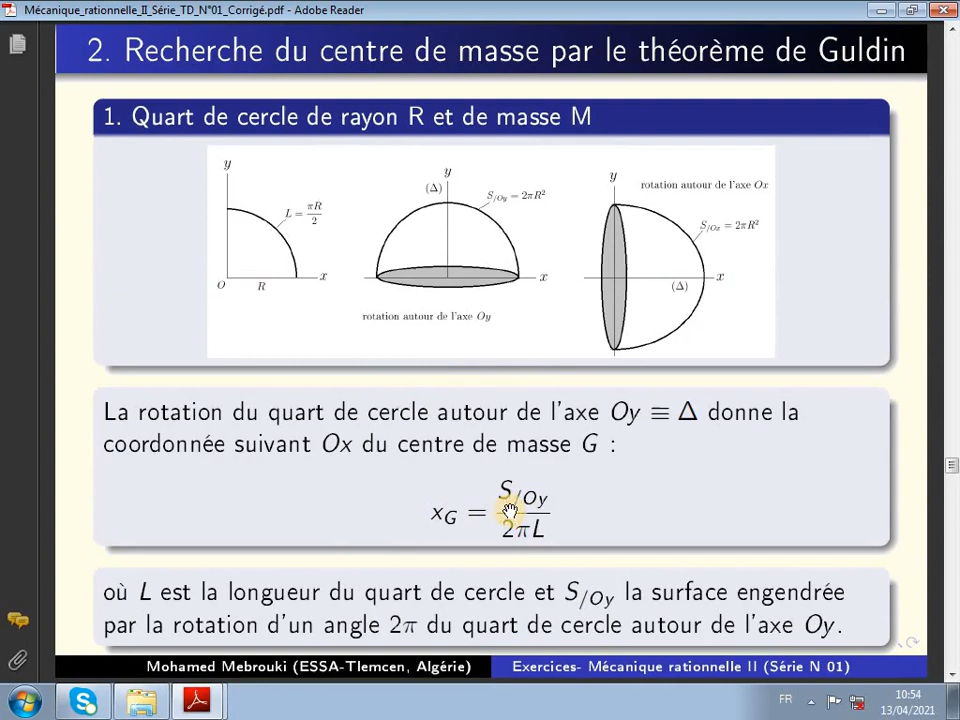 Mécanique_rationnelle_II_Série_TD_N°01_Corrigé.pdf - Adobe Reader
2. Recherche du centre de masse par le théorème de Guldin
1. Quart de cercle de rayon R et de masse M
y
L = πR/2
O
R
x
y
(Δ)
S/Oy = 2πR²
x
rotation autour de l'axe Oy
y
rotation autour de l'axe Ox
S/Ox = 2πR²
(Δ)
x
La rotation du quart de cercle autour de l'axe Oy ≡ Δ donne la
coordonnée suivant Ox du centre de masse G :
x_G = S/Oy / 2πL
où L est la longueur du quart de cercle et S/Oy la surface engendrée
par la rotation d'un angle 2π du quart de cercle autour de l'axe Oy.
Mohamed Mebrouki (ESSA-Tlemcen, Algérie)
Exercices- Mécanique rationnelle II (Série N 01)
FR
10:54
13/04/2021